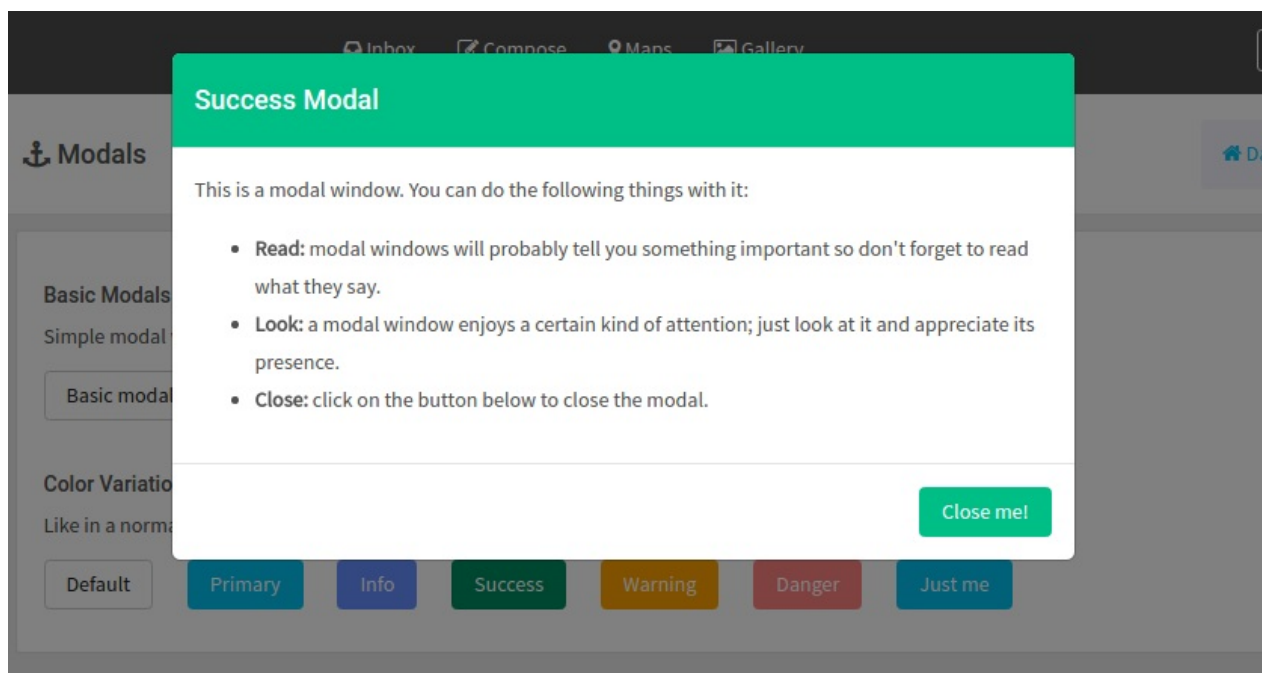 Inbox Compose Maps Gallery
Success Modal
Modals
This is a modal window. You can do the following things with it:
Read: modal windows will probably tell you something important so don't forget to read
what they say.
Look: a modal window enjoys a certain kind of attention; just look at it and appreciate its
presence.
Close: click on the button below to close the modal.
Close me!
Basic Modals
Simple modal
Basic modal
Color
Like in a
Default Primary Info Success Warning Danger Just me